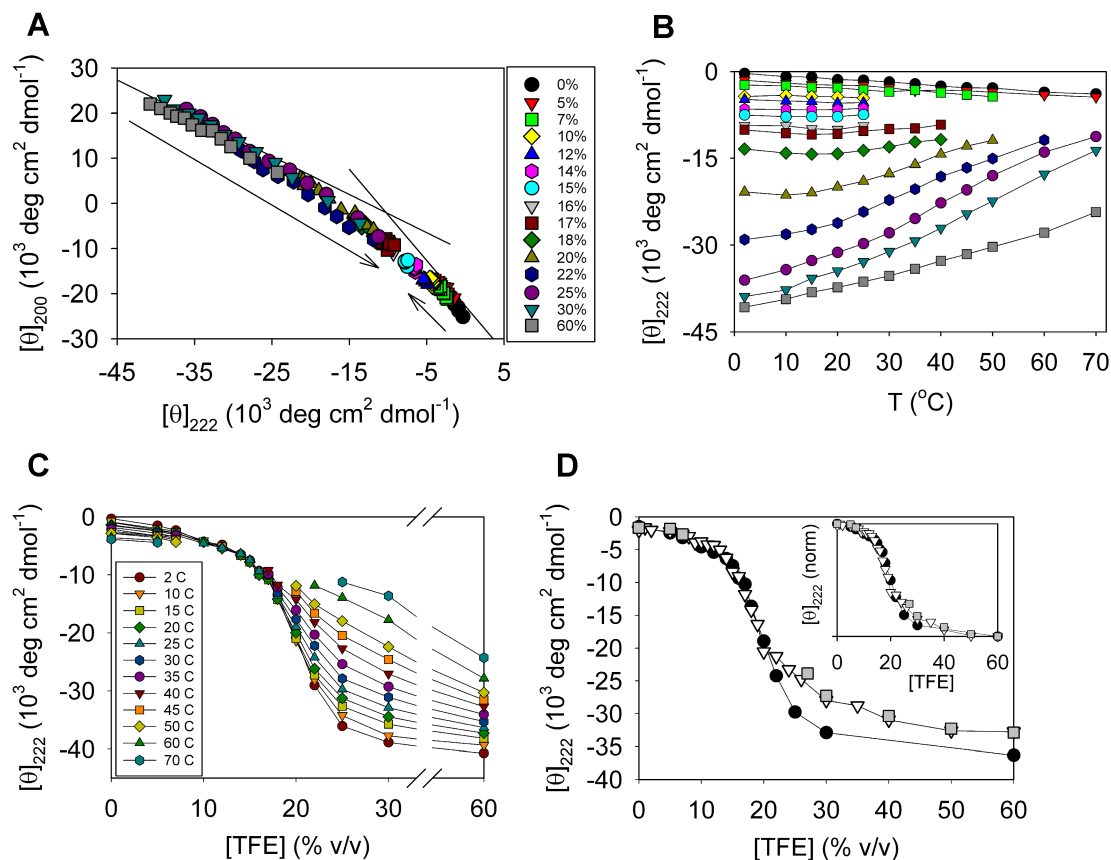 A
[θ]200 (10³ deg cm² dmol⁻¹)
30
20
10
0
-10
-20
-30
-45
-35
-25
-15
-5
5
[θ]222 (10³ deg cm² dmol⁻¹)
0%
5%
7%
10%
12%
14%
15%
16%
17%
18%
20%
22%
25%
30%
60%
B
[θ]222 (10³ deg cm² dmol⁻¹)
0
-15
-30
-45
0
10
20
30
40
50
60
70
T (°C)
C
[θ]222 (10³ deg cm² dmol⁻¹)
0
-10
-20
-30
-40
2 C
10 C
15 C
20 C
25 C
30 C
35 C
40 C
45 C
50 C
60 C
70 C
0
10
20
30
60
[TFE] (% v/v)
D
[θ]222 (10³ deg cm² dmol⁻¹)
0
-5
-10
-15
-20
-25
-30
-35
-40
[θ]222 (norm)
0
10
20
30
40
50
60
[TFE]
0
10
20
30
40
50
60
[TFE] (% v/v)